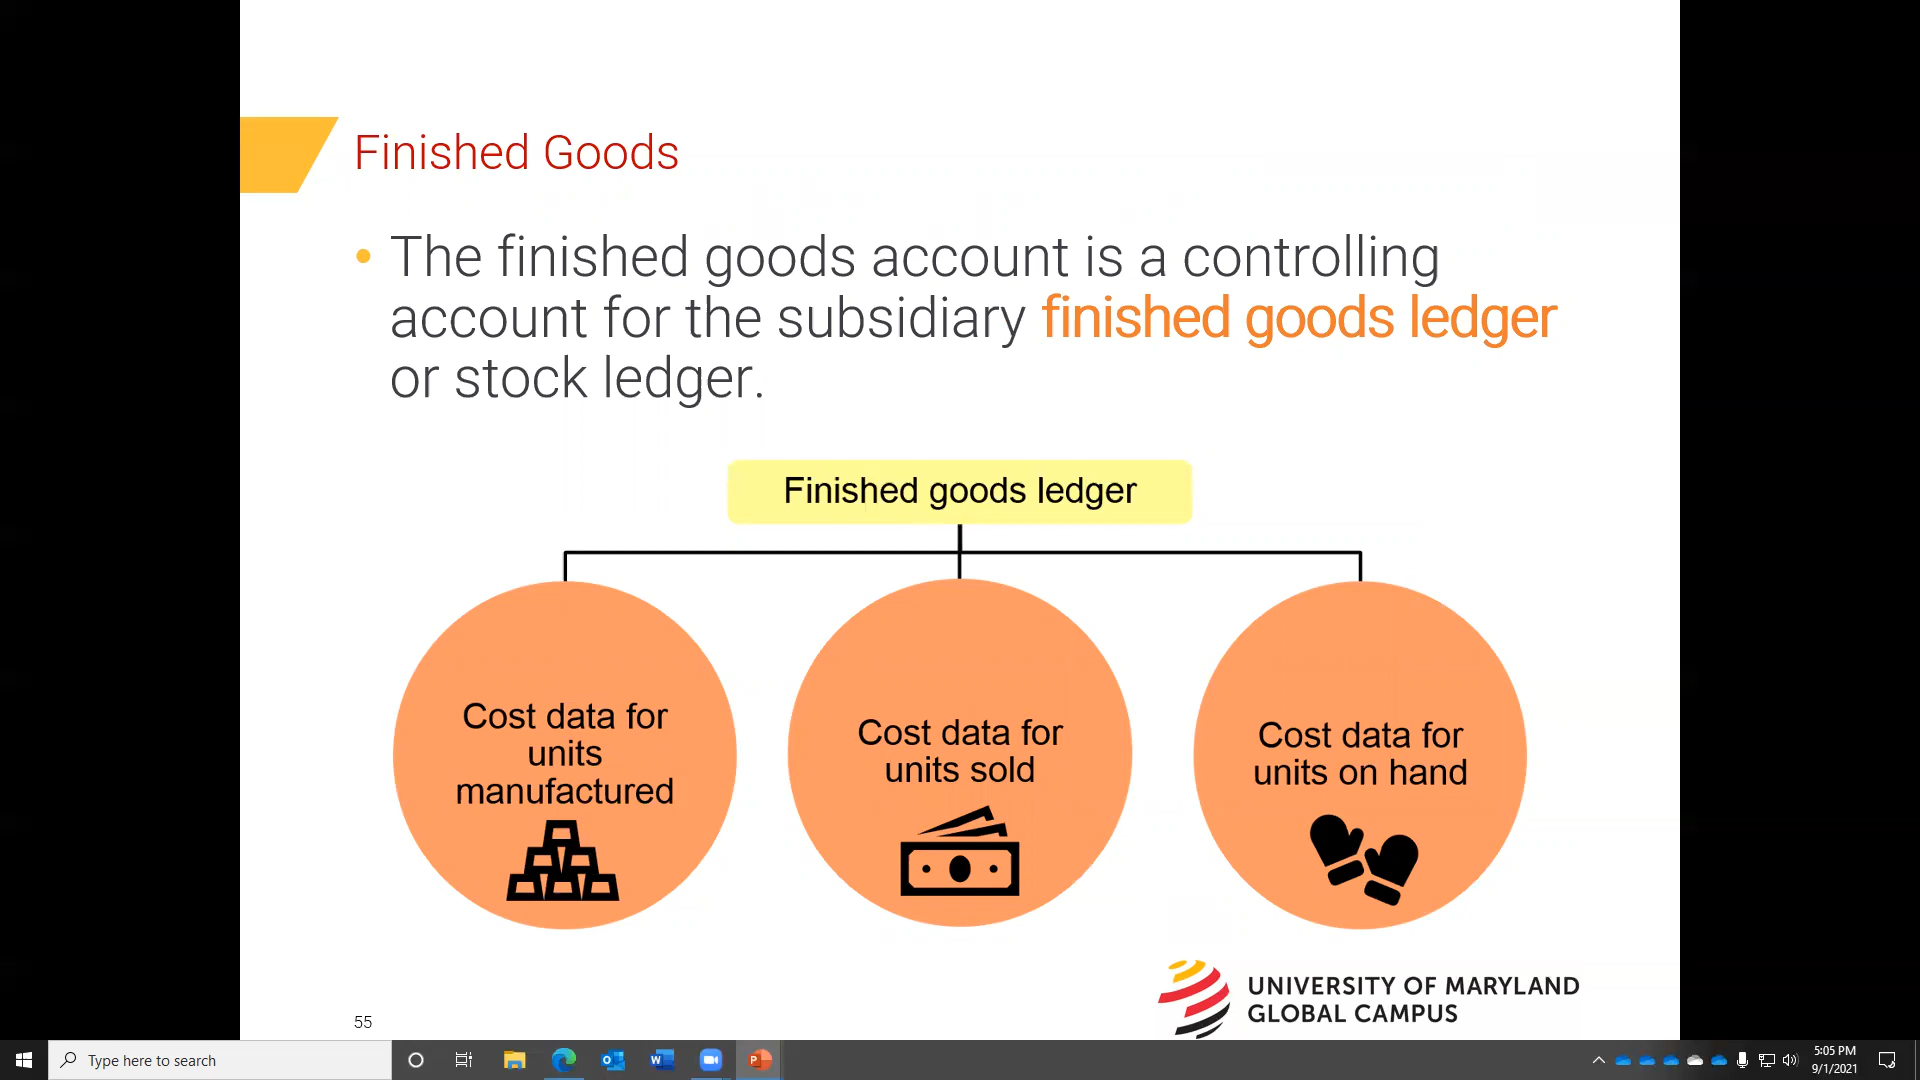 Finished Goods
• The finished goods account is a controlling
account for the subsidiary finished goods ledger
or stock ledger.
Finished goods ledger
Cost data for
units
manufactured
Cost data for
units sold
Cost data for
units on hand
UNIVERSITY OF MARYLAND
GLOBAL CAMPUS
55
Type here to search
5:05 PM
9/1/2021